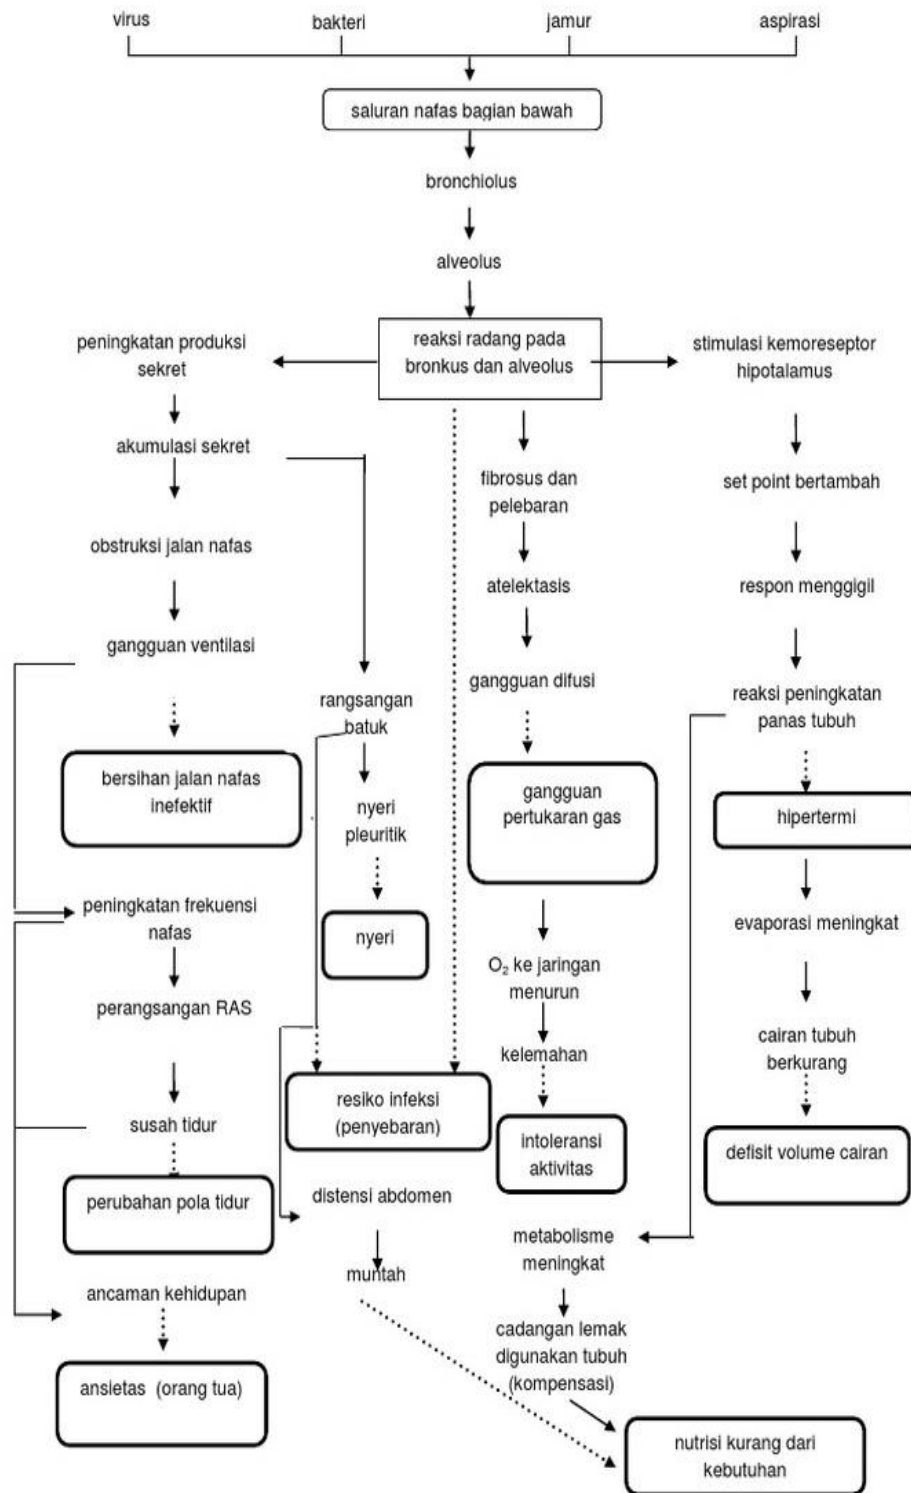 virus
bakteri
jamur
aspirasi
saluran nafas bagian bawah
bronchiolus
alveolus
reaksi radang pada
bronkus dan alveolus
peningkatan produksi
sekret
akumulasi sekret
obstruksi jalan nafas
gangguan ventilasi
bersihan jalan nafas
inefektif
peningkatan frekuensi
nafas
perangsangan RAS
susah tidur
perubahan pola tidur
ancaman kehidupan
ansietas (orang tua)
rangsangan
batuk
nyeri
pleuritik
nyeri
resiko infeksi
(penyebaran)
distensi abdomen
muntah
fibrosus dan
pelebaran
atelektasis
gangguan difusi
gangguan
pertukaran gas
O₂ ke jaringan
menurun
kelemahan
intoleransi
aktivitas
metabolisme
meningkat
cadangan lemak
digunakan tubuh
(kompensasi)
nutrisi kurang dari
kebutuhan
stimulasi kemoreseptor
hipotalamus
set point bertambah
respon menggigil
reaksi peningkatan
panas tubuh
hipertermi
evaporasi meningkat
cairan tubuh
berkurang
defisit volume cairan